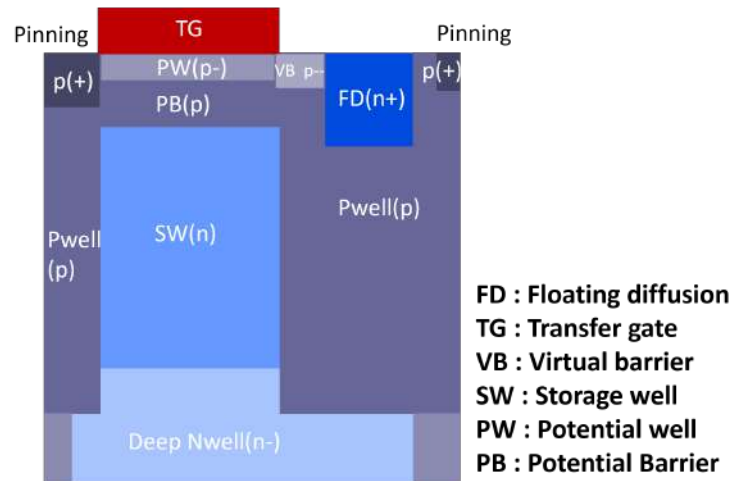 Pinning
TG
Pinning
p(+)
PW(p-)
VB p--
p(+)
FD(n+)
PB(p)
Pwell(p)
SW(n)
Pwell
(p)
Deep Nwell(n-)
FD : Floating diffusion
TG : Transfer gate
VB : Virtual barrier
SW : Storage well
PW : Potential well
PB : Potential Barrier